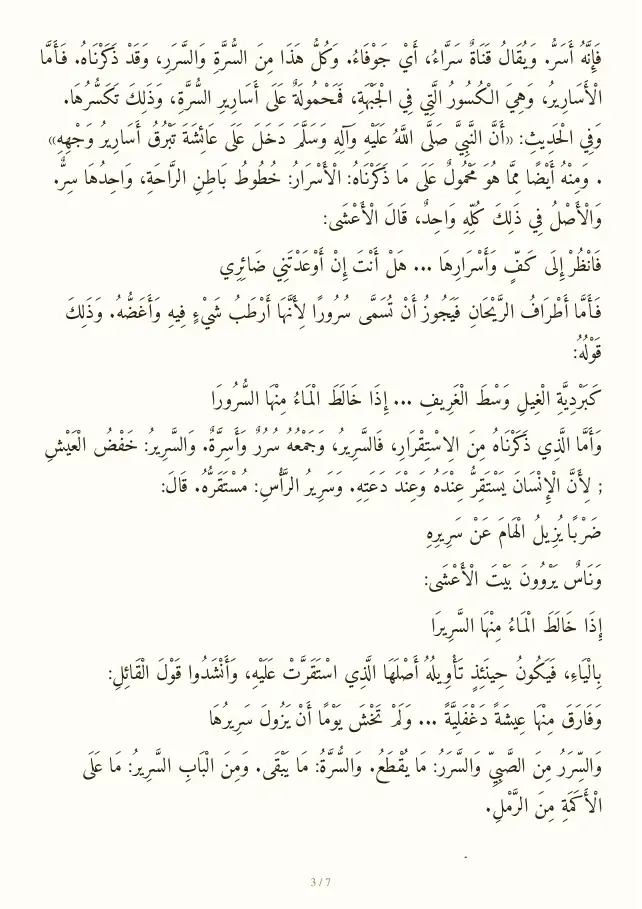 فَإِنَّهُ أَسَرُّ. وَيُقَالُ قَنَاةٌ سَرَّاءُ، أَيْ جَوْفَاءُ. وَكُلُّ هَذَا مِنَ السُّرَّةِ وَالسَّرَرِ، وَقَدْ ذَكَرْنَاهُ. فَأَمَّا
الْأَسَارِيرُ، وَهِيَ الْكُسُورُ الَّتِي فِي الْجَبْهَةِ، فَمَحْمُولَةٌ عَلَى أَسَارِيرِ السُّرَّةِ، وَذَلِكَ تَكَسُّرُهَا.
وَفِي الْحَدِيثِ: «أَنَّ النَّبِيَّ صَلَّى اللَّهُ عَلَيْهِ وَآلِهِ وَسَلَّمَ دَخَلَ عَلَى عَائِشَةَ تَبْرُقُ أَسَارِيرُ وَجْهِهِ»
. وَمِنْهُ أَيْضًا مِمَّا هُوَ مَحْمُولٌ عَلَى مَا ذَكَرْنَاهُ: الْأَسْرَارُ: خُطُوطُ بَاطِنِ الرَّاحَةِ، وَاحِدُهَا سِرٌّ.
وَالْأَصْلُ فِي ذَلِكَ كُلِّهِ وَاحِدٌ، قَالَ الْأَعْشَى:
فَانْظُرْ إِلَى كَفٍّ وَأَسْرَارِهَا ... هَلْ أَنْتَ إِنْ أَوْعَدْتَنِي ضَائِرِي
فَأَمَّا أَطْرَافُ الرَّيْحَانِ فَيَجُوزُ أَنْ تُسَمَّى سُرُورًا لِأَنَّهَا أَرْطَبُ شَيْءٍ فِيهِ وَأَغَضُّهُ. وَذَلِكَ
قَوْلُهُ:
كَبَرْدِيَّةِ الْغِيلِ وَسْطَ الْغَرِيفِ ... إِذَا خَالَطَ الْمَاءُ مِنْهَا السُّرُورَا
وَأَمَّا الَّذِي ذَكَرْنَاهُ مِنَ الِاسْتِقْرَارِ، فَالسَّرِيرُ، وَجَمْعُهُ سُرُرٌ وَأَسِرَّةٌ. وَالسَّرِيرُ: خَفْضُ الْعَيْشِ
; لِأَنَّ الْإِنْسَانَ يَسْتَقِرُّ عِنْدَهُ وَعِنْدَ دَعَتِهِ. وَسَرِيرُ الرَّأْسِ: مُسْتَقَرُّهُ. قَالَ:
ضَرْبًا يُزِيلُ الْهَامَ عَنْ سَرِيرِهِ
وَنَاسٌ يَرْوُونَ بَيْتَ الْأَعْشَى:
إِذَا خَالَطَ الْمَاءُ مِنْهَا السَّرِيرَا
بِالْيَاءِ، فَيَكُونُ حِينَئِذٍ تَأْوِيلُهُ أَصْلَهَا الَّذِي اسْتَقَرَّتْ عَلَيْهِ، وَأَنْشَدُوا قَوْلَ الْقَائِلِ:
وَفَارَقَ مِنْهَا عِيشَةً دَغْفَلِيَّةً ... وَلَمْ تَخْشَ يَوْمًا أَنْ يَزُولَ سَرِيرُهَا
وَالسِّرَرُ مِنَ الصَّبِيِّ وَالسَّرَرُ: مَا يُقْطَعُ. وَالسُّرَّةُ: مَا يَبْقَى. وَمِنَ الْبَابِ السَّرِيرُ: مَا عَلَى
الْأَكَمَةِ مِنَ الرَّمْلِ.
3 / 7